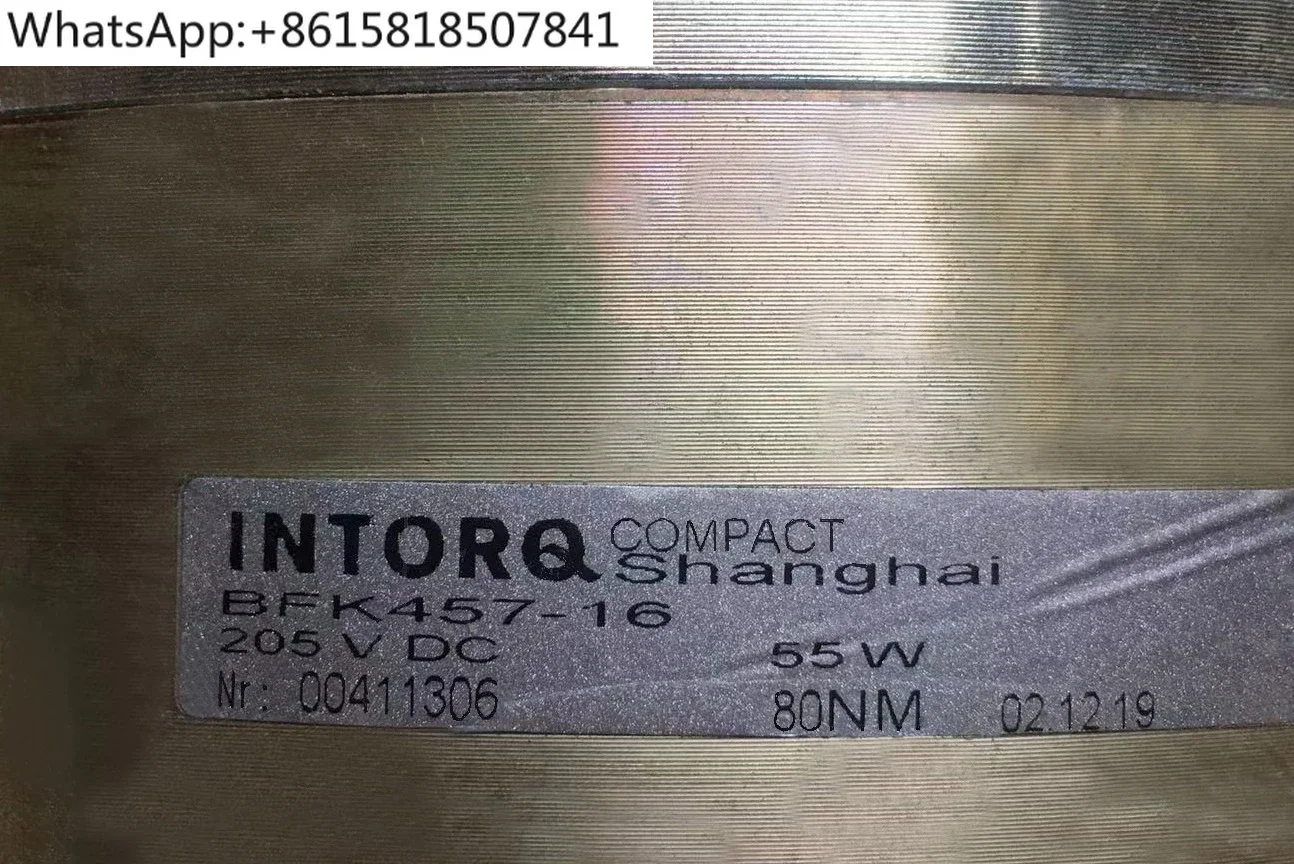 WhatsApp:+8615818507841
INTORQ COMPACT
Shanghai
BFK457-16
205 V DC 55 W
Nr: 00411306 80NM 02.12.19